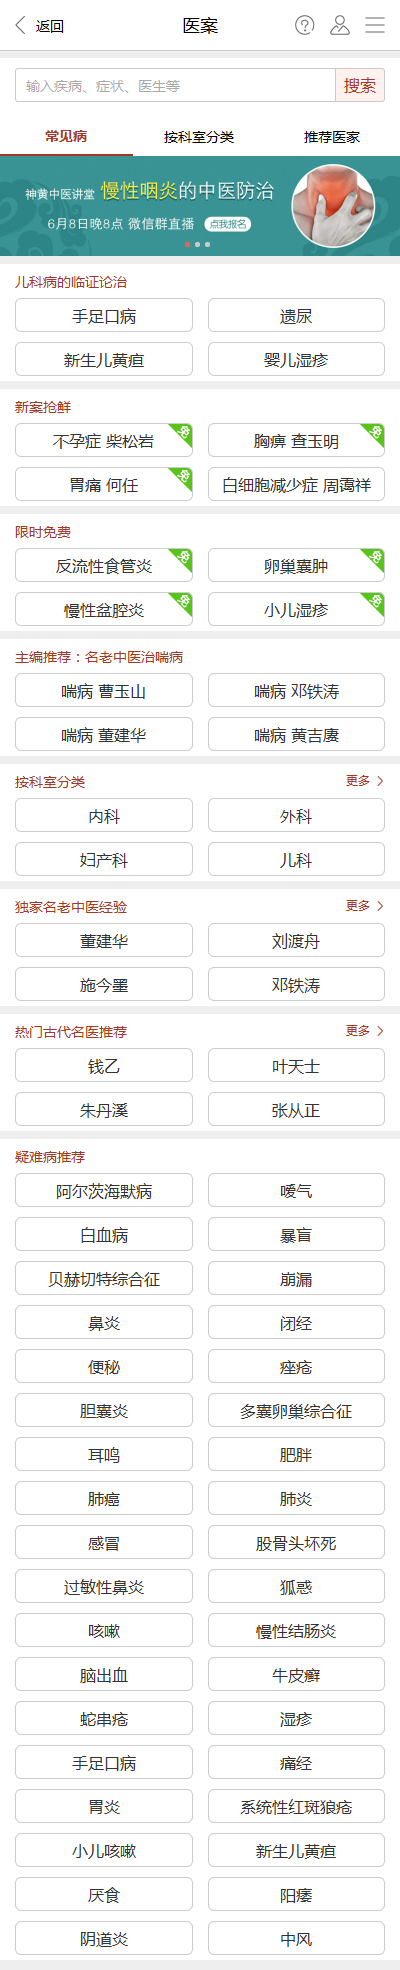 返回 医案
输入疾病、症状、医生等 搜索
常见病 按科室分类 推荐医家
神黄中医讲堂 慢性咽炎的中医防治
6月8日晚8点 微信群直播 点我报名
儿科病的临证论治
手足口病 遗尿
新生儿黄疸 婴儿湿疹
新案抢鲜
不孕症 柴松岩 免 胸痹 查玉明 免
胃痛 何任 免 白细胞减少症 周霭祥
限时免费
反流性食管炎 免 卵巢囊肿 免
慢性盆腔炎 免 小儿湿疹 免
主编推荐：名老中医治喘病
喘病 曹玉山 喘病 邓铁涛
喘病 董建华 喘病 黄吉赓
按科室分类 更多
内科 外科
妇产科 儿科
独家名老中医经验 更多
董建华 刘渡舟
施今墨 邓铁涛
热门古代名医推荐 更多
钱乙 叶天士
朱丹溪 张从正
疑难病推荐
阿尔茨海默病 嗳气
白血病 暴盲
贝赫切特综合征 崩漏
鼻炎 闭经
便秘 痤疮
胆囊炎 多囊卵巢综合征
耳鸣 肥胖
肺癌 肺炎
感冒 股骨头坏死
过敏性鼻炎 狐惑
咳嗽 慢性结肠炎
脑出血 牛皮癣
蛇串疮 湿疹
手足口病 痛经
胃炎 系统性红斑狼疮
小儿咳嗽 新生儿黄疸
厌食 阳痿
阴道炎 中风